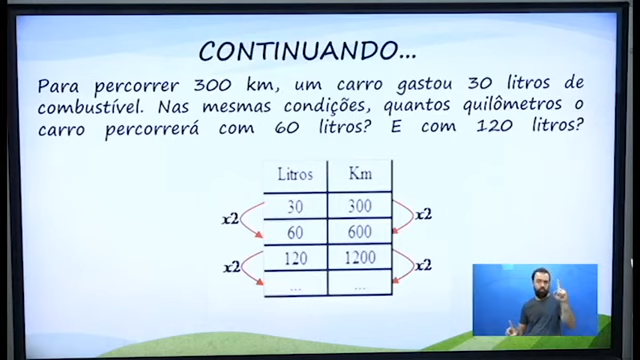 CONTINUANDO...
Para percorrer 300 km, um carro gastou 30 litros de
combustível. Nas mesmas condições, quantos quilômetros o
carro percorrerá com 60 litros? E com 120 litros?
Litros Km
30 300
x2 x2
60 600
120 1200
x2 x2
... ...